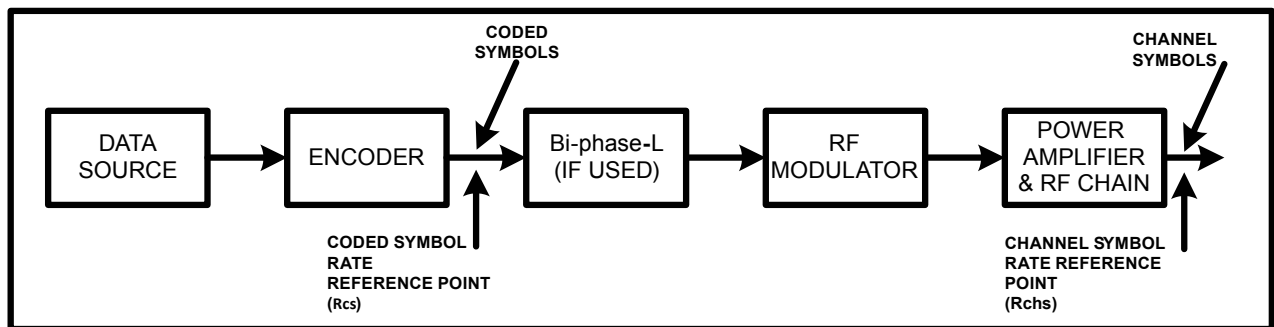 CODED
SYMBOLS
CHANNEL
SYMBOLS
DATA
SOURCE
ENCODER
Bi-phase-L
(IF USED)
RF
MODULATOR
POWER
AMPLIFIER
& RF CHAIN
CODED SYMBOL
RATE
REFERENCE POINT
(Rcs)
CHANNEL SYMBOL
RATE REFERENCE
POINT
(Rchs)